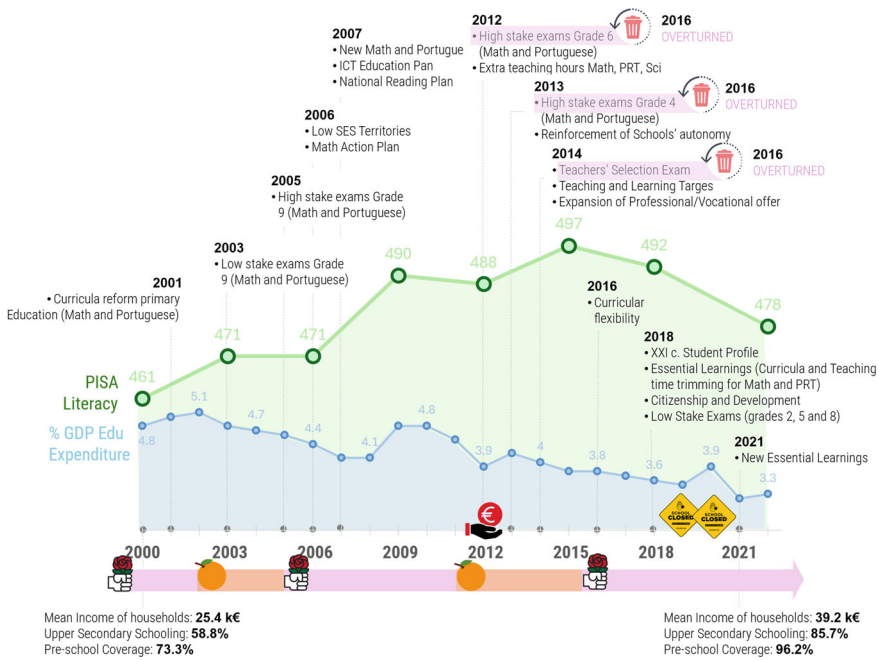 2007
• New Math and Portugue
• ICT Education Pan
• National Reading Plan
2012
• High stake exams Grade 6
(Math and Portuguese)
• Extra teaching hours Math, PRT, Sci
2016
OVERTURNED
2013
• High stake exams Grade 4
(Math and Portuguese)
• Reinforcement of Schools' autonomy
2016
OVERTURNED
2006
• Low SES Territories
• Math Action Plan
2014
• Teachers' Selection Exam
• Teaching and Learning Targes
• Expansion of Professional/Vocational offer
2016
OVERTURNED
2005
• High stake exams Grade
9 (Math and Portuguese)
2003
• Low stake exams Grade
9 (Math and Portuguese)
2001
• Curricula reform primary
Education (Math and Portuguese)
2016
• Curricular
flexibility
2018
• XXI c. Student Profile
• Essential Learnings (Curricula and Teaching
time trimming for Math and PRT)
• Citizenship and Development
• Low Stake Exams (grades 2, 5 and 8)
2021
• New Essential Learnings
PISA
Literacy
461
471
471
490
488
497
492
478
% GDP Edu
Expenditure
4.8
5.1
4.7
4.4
4.1
4.8
3.9
4
3.8
3.6
3.9
3.3
€
SCHOOL
CLOSED
SCHOOL
CLOSED
2000
2003
2006
2009
2012
2015
2018
2021
Mean Income of households: 25.4 k€
Upper Secondary Schooling: 58.8%
Pre-school Coverage: 73.3%
Mean Income of households: 39.2 k€
Upper Secondary Schooling: 85.7%
Pre-school Coverage: 96.2%